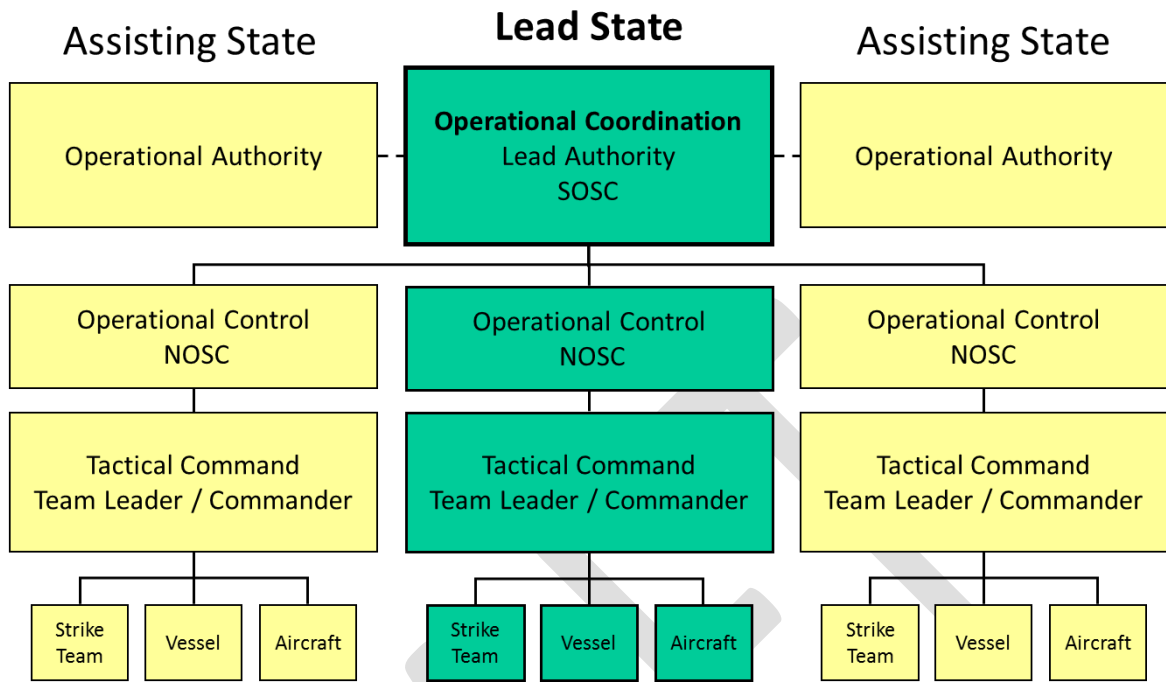 Assisting State
Lead State
Assisting State
Operational Authority
Operational Coordination
Lead Authority
SOSC
Operational Authority
Operational Control
NOSC
Operational Control
NOSC
Operational Control
NOSC
Tactical Command
Team Leader / Commander
Tactical Command
Team Leader / Commander
Tactical Command
Team Leader / Commander
Strike
Team
Vessel
Aircraft
Strike
Team
Vessel
Aircraft
Strike
Team
Vessel
Aircraft